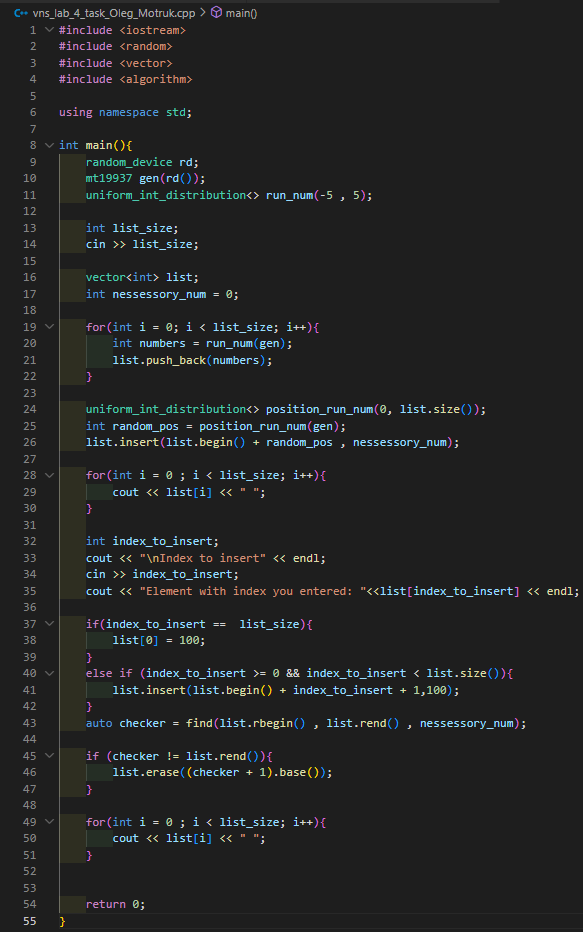 C++ vns_lab_4_task_Oleg_Motruk.cpp > main()
1 #include <iostream>
2 #include <random>
3 #include <vector>
4 #include <algorithm>
5
6 using namespace std;
7
8 int main(){
9     random_device rd;
10     mt19937 gen(rd());
11     uniform_int_distribution<> run_num(-5 , 5);
12
13     int list_size;
14     cin >> list_size;
15
16     vector<int> list;
17     int nessessory_num = 0;
18
19     for(int i = 0; i < list_size; i++){
20         int numbers = run_num(gen);
21         list.push_back(numbers);
22     }
23
24     uniform_int_distribution<> position_run_num(0, list.size());
25     int random_pos = position_run_num(gen);
26     list.insert(list.begin() + random_pos , nessessory_num);
27
28     for(int i = 0 ; i < list_size; i++){
29         cout << list[i] << " ";
30     }
31
32     int index_to_insert;
33     cout << "\nIndex to insert" << endl;
34     cin >> index_to_insert;
35     cout << "Element with index you entered: "<<list[index_to_insert] << endl;
36
37     if(index_to_insert ==  list_size){
38         list[0] = 100;
39     }
40     else if (index_to_insert >= 0 && index_to_insert < list.size()){
41         list.insert(list.begin() + index_to_insert + 1,100);
42     }
43     auto checker = find(list.rbegin() , list.rend() , nessessory_num);
44
45     if (checker != list.rend()){
46         list.erase((checker + 1).base());
47     }
48
49     for(int i = 0 ; i < list_size; i++){
50         cout << list[i] << " ";
51     }
52
53
54     return 0;
55 }